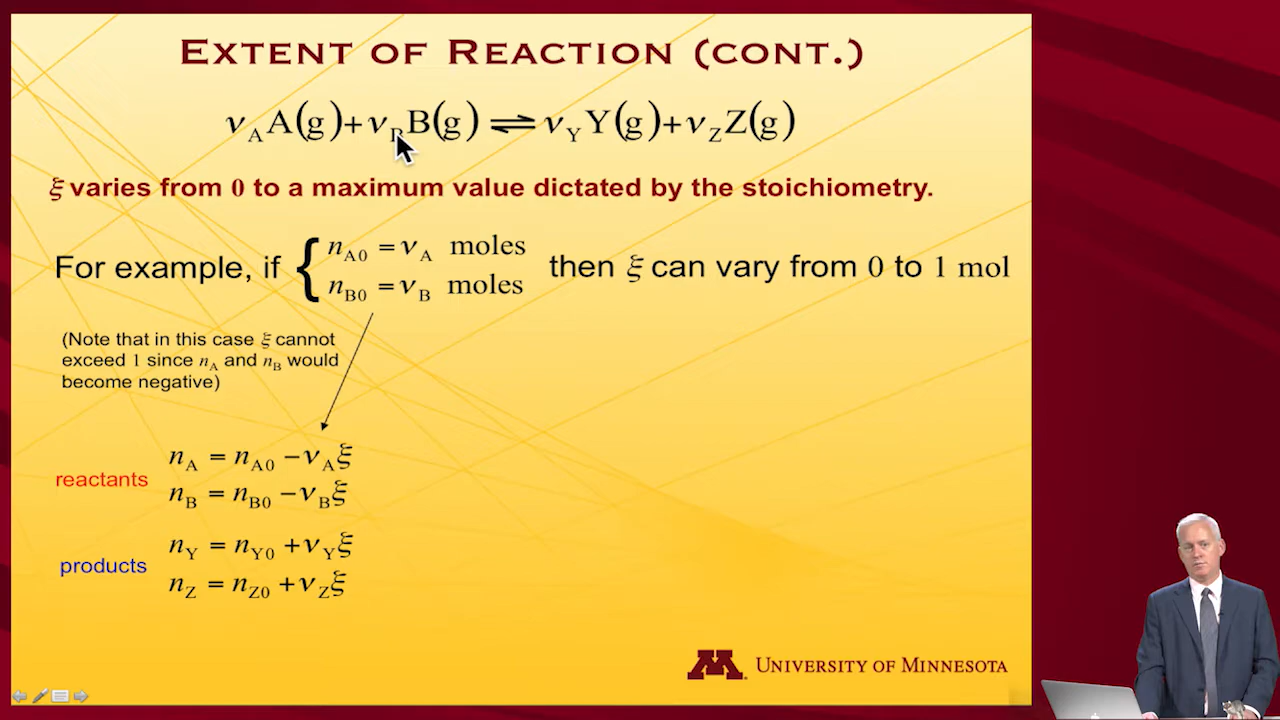 EXTENT OF REACTION (CONT.)
ν_A A(g)+ν_B B(g) ⇌ ν_Y Y(g)+ν_Z Z(g)
ξ varies from 0 to a maximum value dictated by the stoichiometry.
For example, if { n_A0 = ν_A moles
n_B0 = ν_B moles
then ξ can vary from 0 to 1 mol
(Note that in this case ξ cannot
exceed 1 since n_A and n_B would
become negative)
reactants
n_A = n_A0 − ν_A ξ
n_B = n_B0 − ν_B ξ
products
n_Y = n_Y0 + ν_Y ξ
n_Z = n_Z0 + ν_Z ξ
M UNIVERSITY OF MINNESOTA